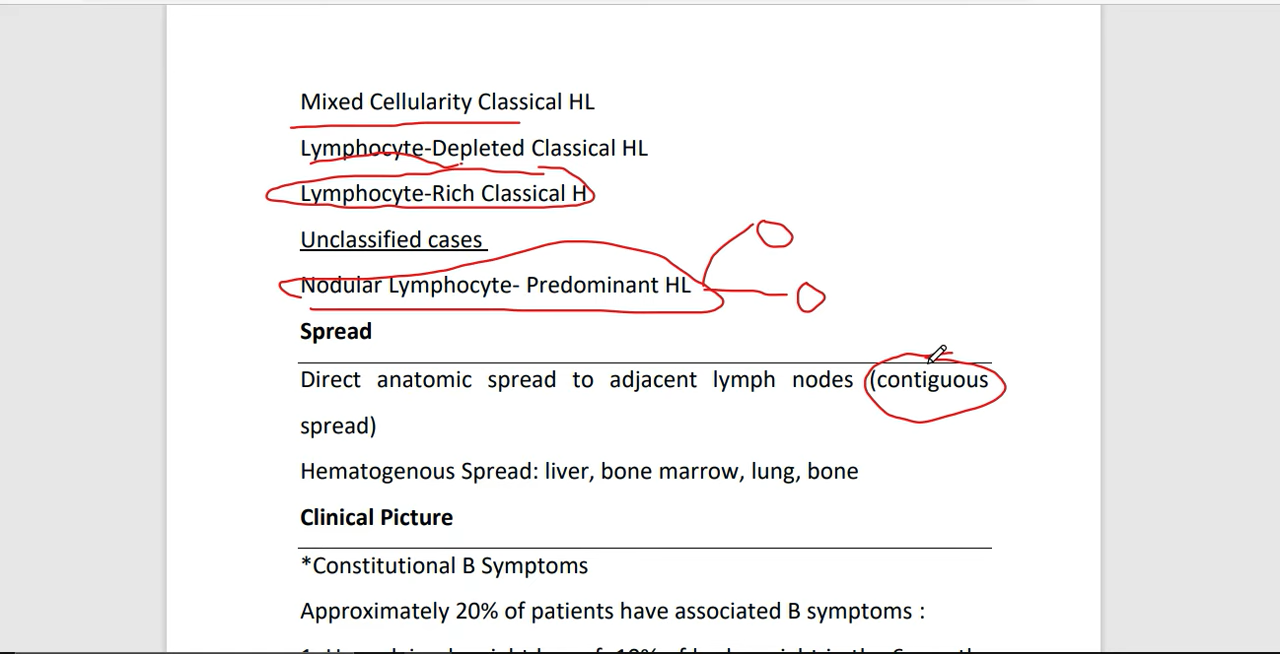 Mixed Cellularity Classical HL
Lymphocyte-Depleted Classical HL
Lymphocyte-Rich Classical H
Unclassified cases
Nodular Lymphocyte- Predominant HL
Spread
Direct anatomic spread to adjacent lymph nodes (contiguous
spread)
Hematogenous Spread: liver, bone marrow, lung, bone
Clinical Picture
*Constitutional B Symptoms
Approximately 20% of patients have associated B symptoms :